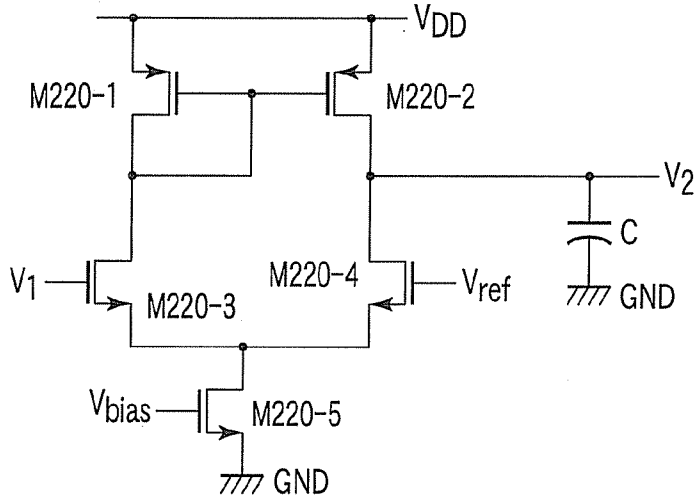 VDD
M220-1
M220-2
V2
C
V1
M220-3
M220-4
Vref
GND
Vbias
M220-5
GND